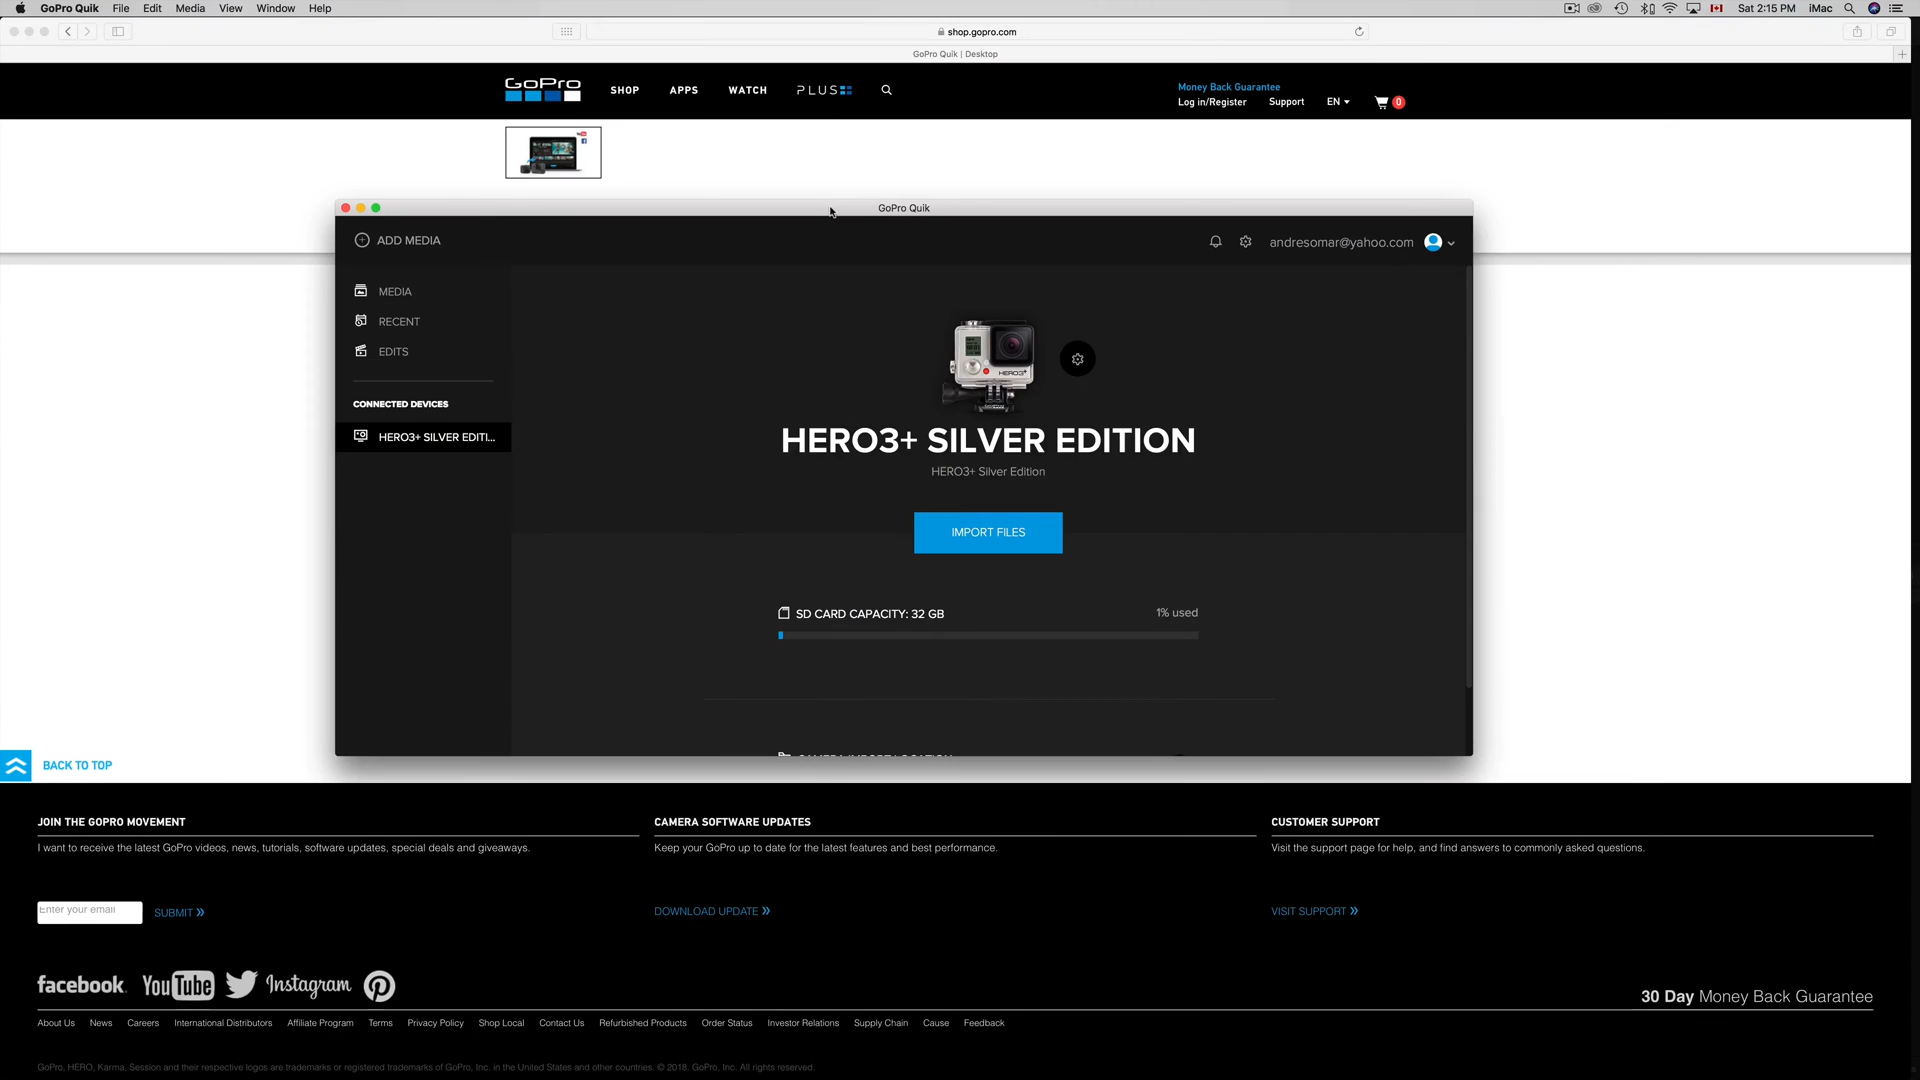 GoPro Quik File Edit Media View Window Help
Sat 2:15 PM iMac
shop.gopro.com
GoPro Quik | Desktop
GoPro SHOP APPS WATCH PLUS
Money Back Guarantee
Log in/Register Support EN 0
GoPro Quik
ADD MEDIA
andresomar@yahoo.com
MEDIA
RECENT
EDITS
CONNECTED DEVICES
HERO3+ SILVER EDITI...
HERO3+
HERO3+ SILVER EDITION
HERO3+ Silver Edition
IMPORT FILES
SD CARD CAPACITY: 32 GB 1% used
CAMERA IMPORT LOCATION
BACK TO TOP
JOIN THE GOPRO MOVEMENT
I want to receive the latest GoPro videos, news, tutorials, software updates, special deals and giveaways.
Enter your email SUBMIT »
CAMERA SOFTWARE UPDATES
Keep your GoPro up to date for the latest features and best performance.
DOWNLOAD UPDATE »
CUSTOMER SUPPORT
Visit the support page for help, and find answers to commonly asked questions.
VISIT SUPPORT »
facebook. YouTube Instagram
30 Day Money Back Guarantee
About Us News Careers International Distributors Affiliate Program Terms Privacy Policy Shop Local Contact Us Refurbished Products Order Status Investor Relations Supply Chain Cause Feedback
GoPro, HERO, Karma, Session and their respective logos are trademarks or registered trademarks of GoPro, Inc. in the United States and other countries. © 2018. GoPro, Inc. All rights reserved.